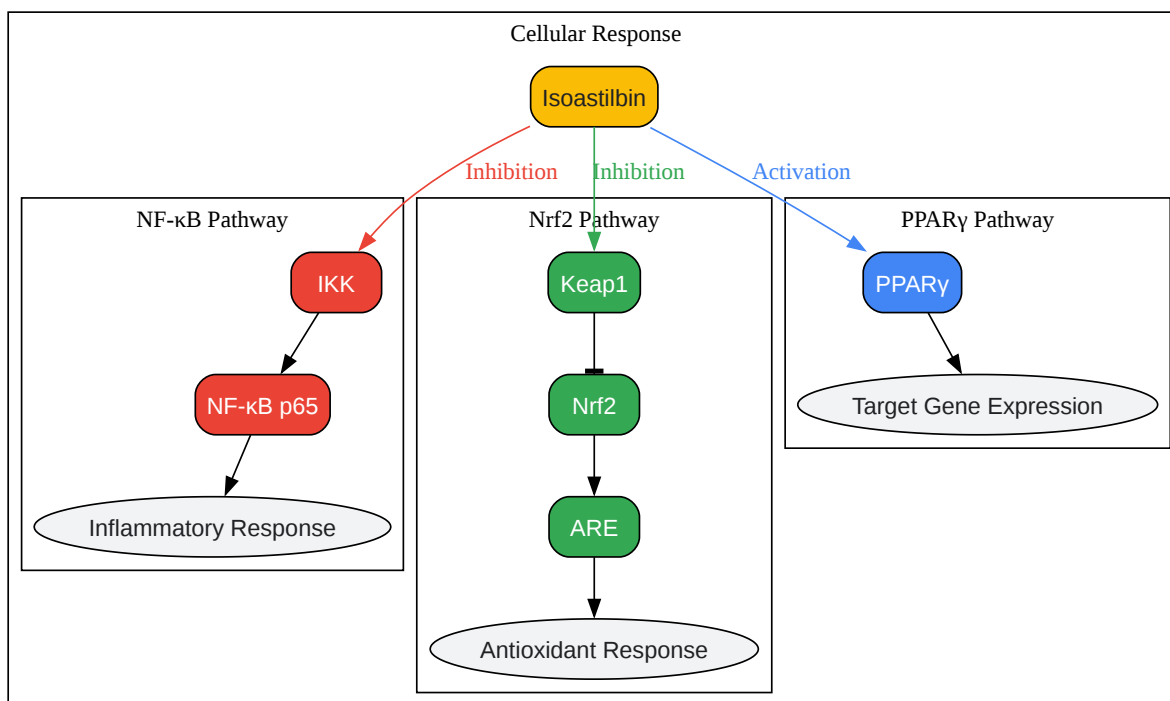 Cellular Response
Isoastilbin
Inhibition
Inhibition
Activation
NF-κB Pathway
Nrf2 Pathway
PPARγ Pathway
IKK
Keap1
PPARγ
NF-κB p65
Nrf2
Target Gene Expression
Inflammatory Response
ARE
Antioxidant Response